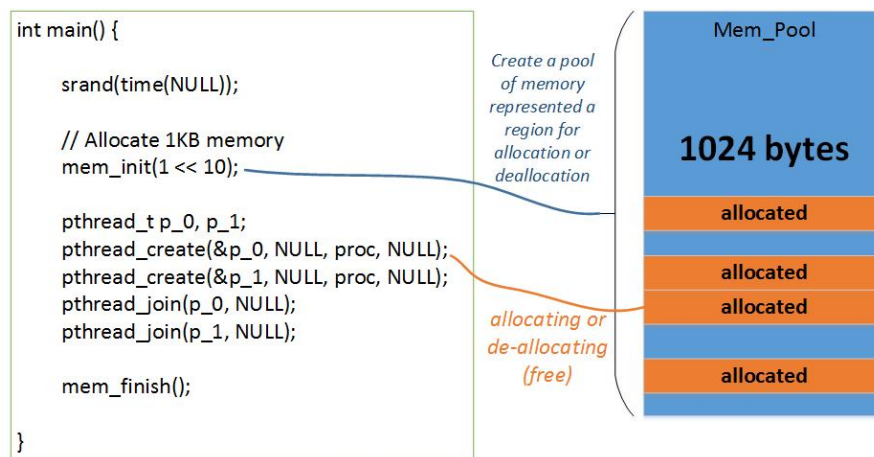 int main() {
srand(time(NULL));
// Allocate 1KB memory
mem_init(1 << 10);
pthread_t p_0, p_1;
pthread_create(&p_0, NULL, proc, NULL);
pthread_create(&p_1, NULL, proc, NULL);
pthread_join(p_0, NULL);
pthread_join(p_1, NULL);
mem_finish();
}
Create a pool
of memory
represented a
region for
allocation or
deallocation
allocating or
de-allocating
(free)
Mem_Pool
1024 bytes
allocated
allocated
allocated
allocated